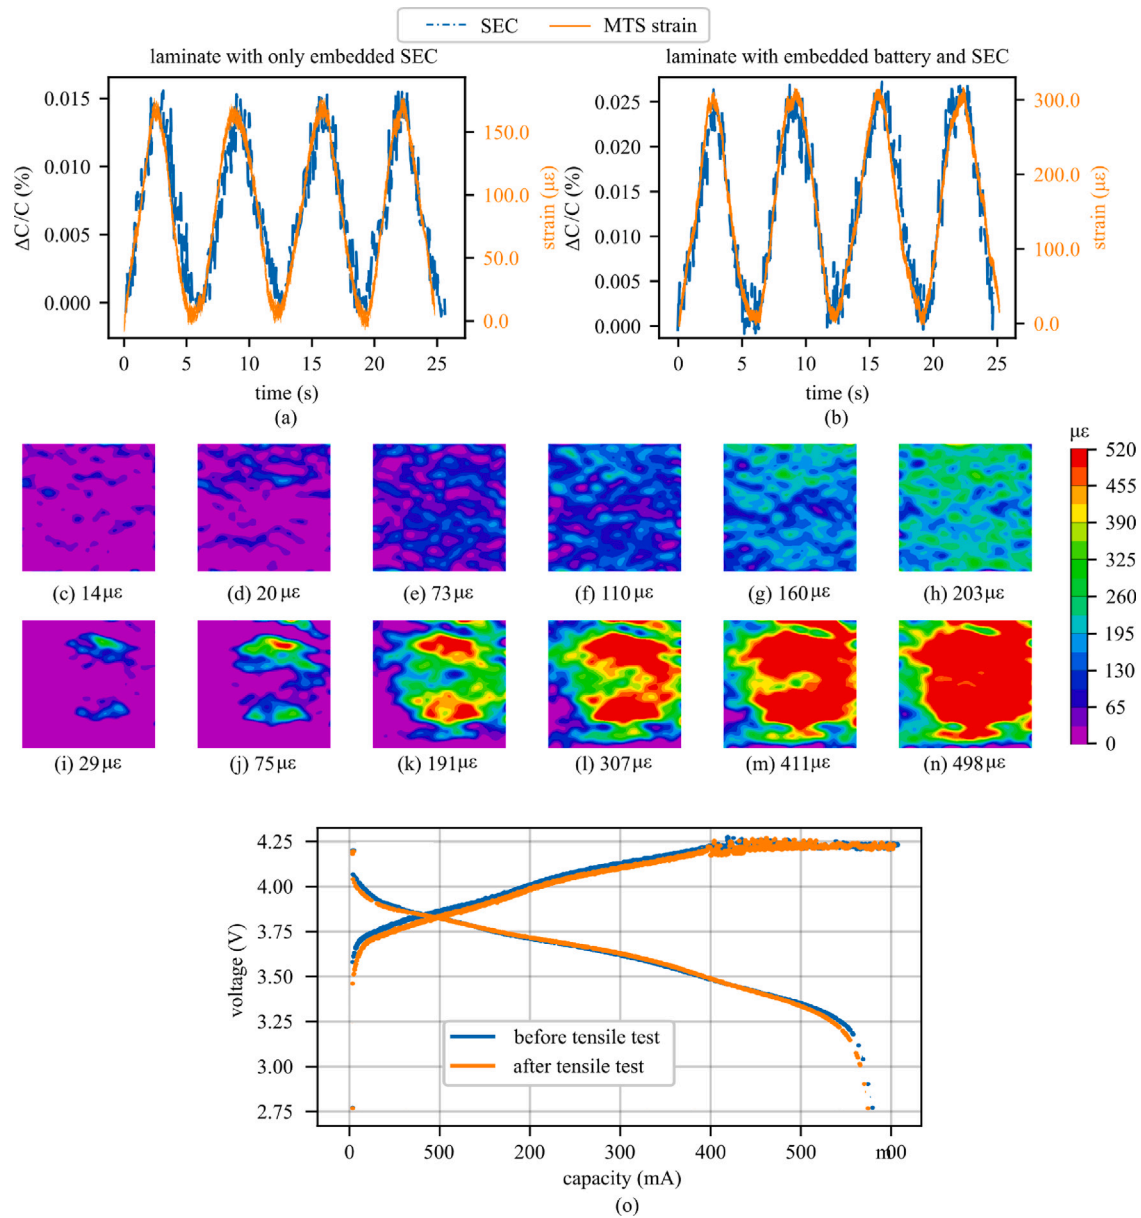 SEC MTS strain
laminate with only embedded SEC
laminate with embedded battery and SEC
0.015
0.010
0.005
0.000
ΔC/C (%)
150.0
100.0
50.0
0.0
strain (με)
0 5 10 15 20 25
time (s)
(a)
0.025
0.020
0.015
0.010
0.005
0.000
ΔC/C (%)
300.0
200.0
100.0
0.0
strain (με)
0 5 10 15 20 25
time (s)
(b)
με
520
455
390
325
260
195
130
65
0
(c) 14με (d) 20με (e) 73με (f) 110με (g) 160με (h) 203με
(i) 29με (j) 75με (k) 191με (l) 307με (m) 411με (n) 498με
4.25
4.00
3.75
3.50
3.25
3.00
2.75
voltage (V)
before tensile test
after tensile test
0 500 200 300 400 500 m00
capacity (mA)
(o)